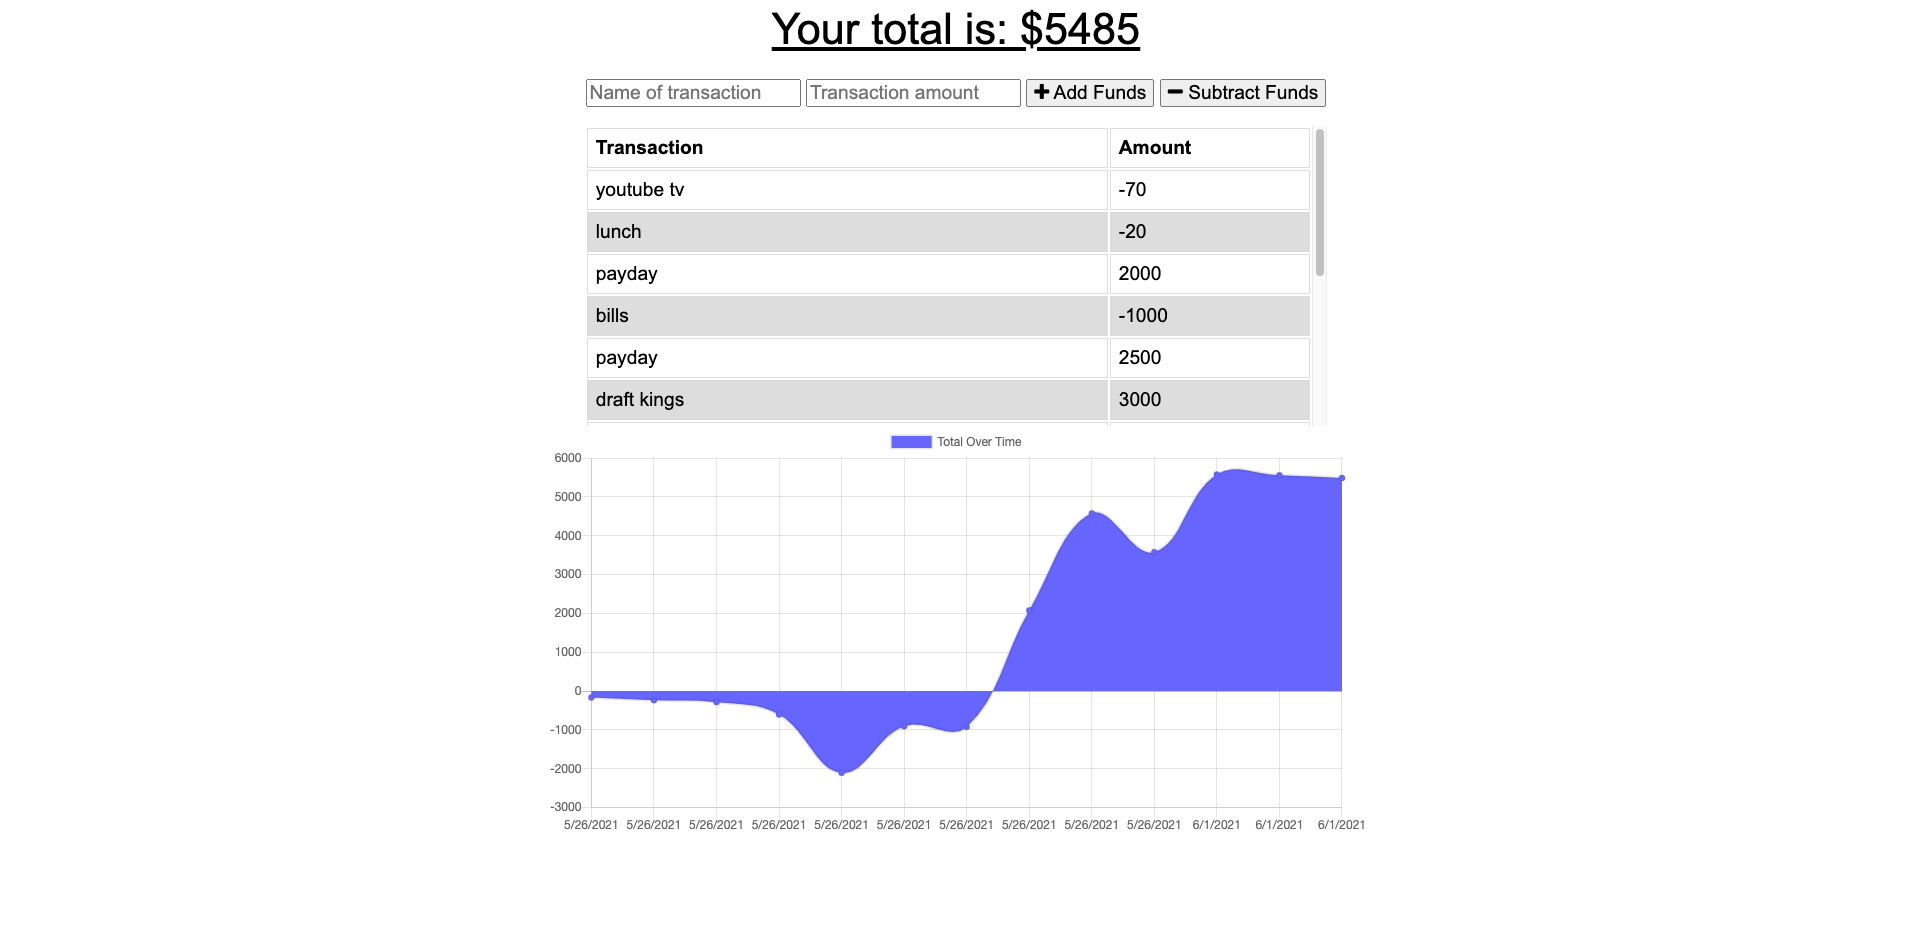 Your total is: $5485
Name of transaction Transaction amount Add Funds Subtract Funds
Transaction Amount
youtube tv -70
lunch -20
payday 2000
bills -1000
payday 2500
draft kings 3000
Total Over Time
6000
5000
4000
3000
2000
1000
0
-1000
-2000
-3000
5/26/2021 5/26/2021 5/26/2021 5/26/2021 5/26/2021 5/26/2021 5/26/2021 5/26/2021 5/26/2021 5/26/2021 6/1/2021 6/1/2021 6/1/2021